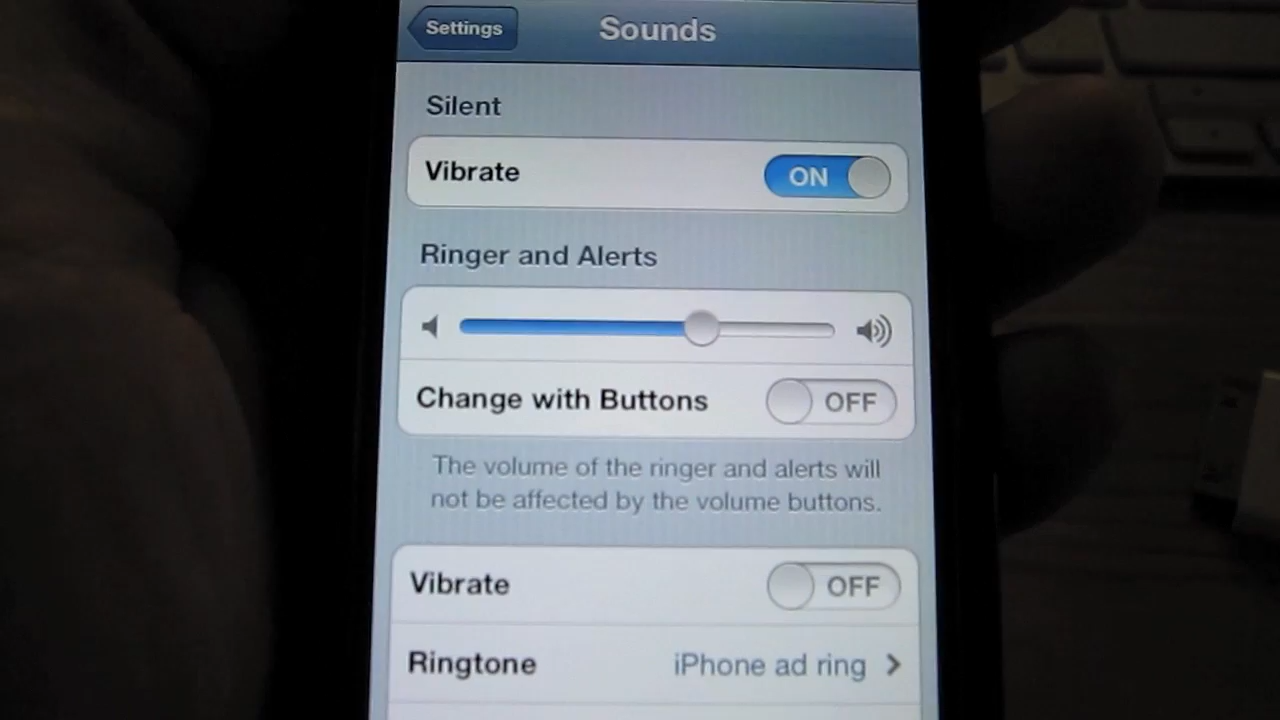 Settings
Sounds
Silent
Vibrate
ON
Ringer and Alerts
Change with Buttons
OFF
The volume of the ringer and alerts will
not be affected by the volume buttons.
Vibrate
OFF
Ringtone
iPhone ad ring